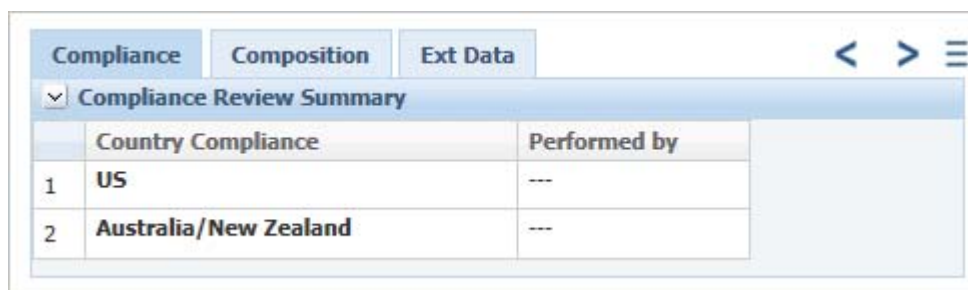 Compliance Composition Ext Data < >
Compliance Review Summary
Country Compliance Performed by
1 US ---
2 Australia/New Zealand ---